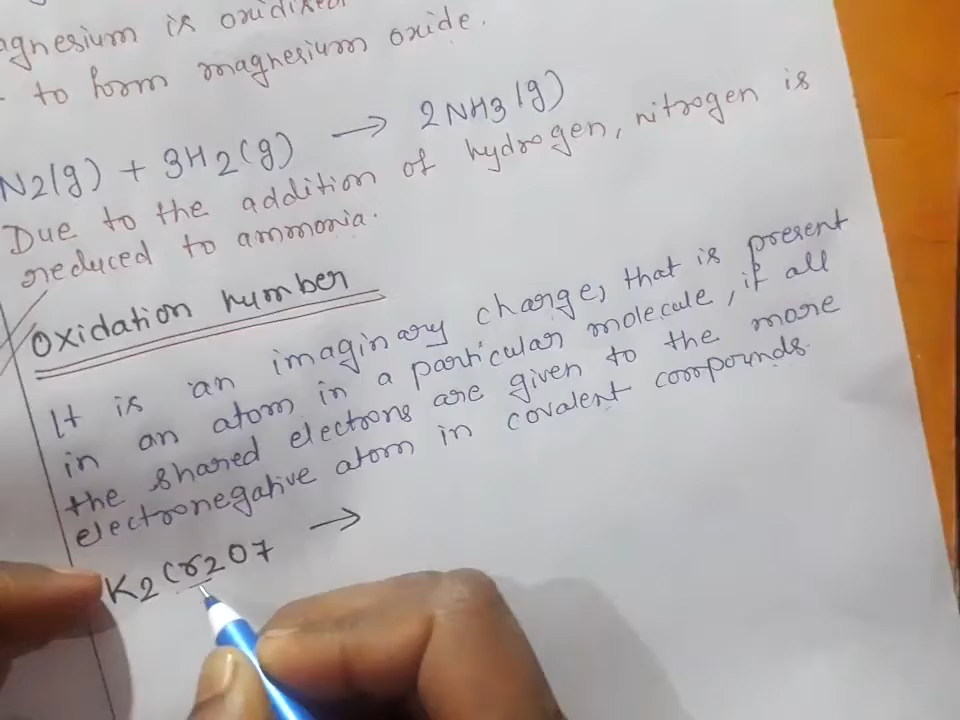 agnesium is oxidised
to form magnesium oxide.
N2(g) + 3H2(g) → 2NH3(g)
Due to the addition of hydrogen, nitrogen is
reduced to ammonia.
Oxidation number
It is an imaginary charge, that is present
in an atom in a particular molecule, if all
the shared electrons are given to the more
electronegative atom in covalent compounds.
K2Cr2O7 →